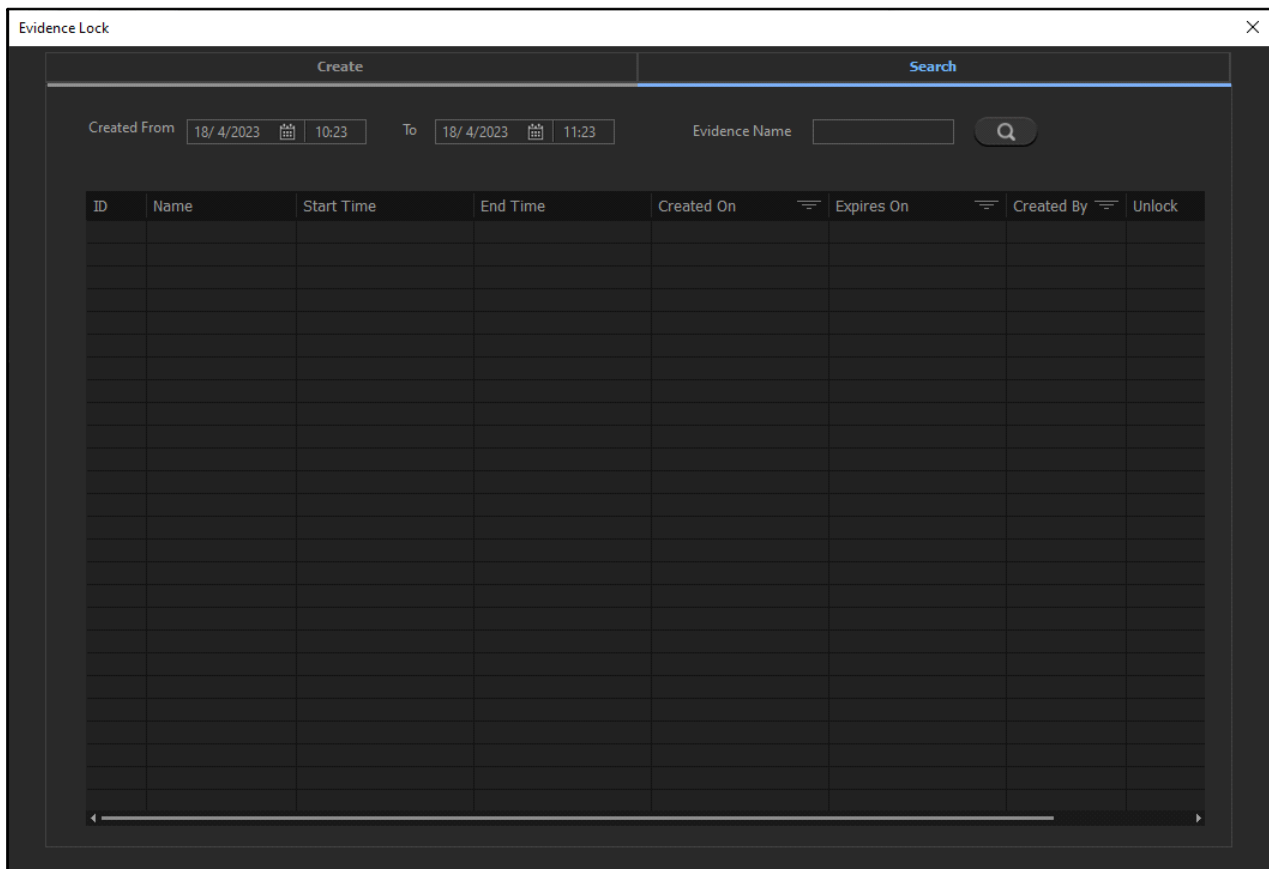 Evidence Lock
Create Search
Created From 18/ 4/2023 10:23 To 18/ 4/2023 11:23 Evidence Name
ID Name Start Time End Time Created On Expires On Created By Unlock